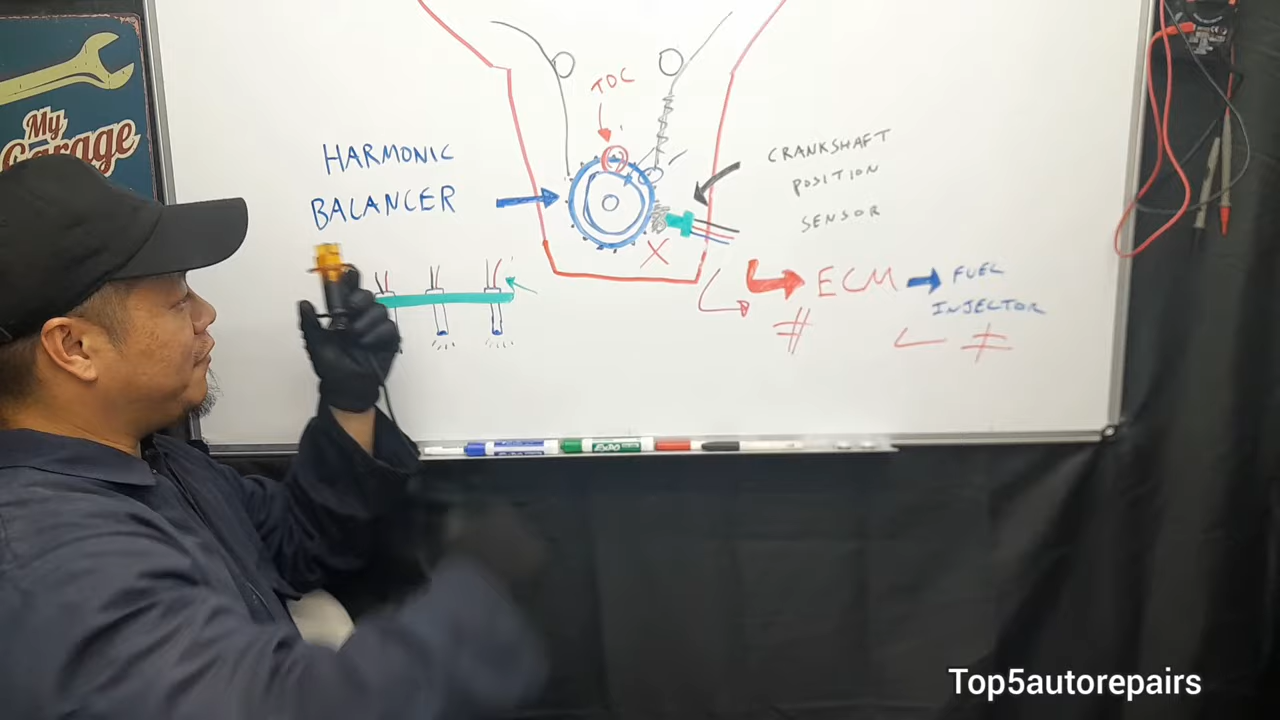 My
Garage
TDC
HARMONIC
BALANCER
CRANKSHAFT
POSITION
SENSOR
X
ECM
FUEL
INJECTOR
EXPO
Top5autorepairs